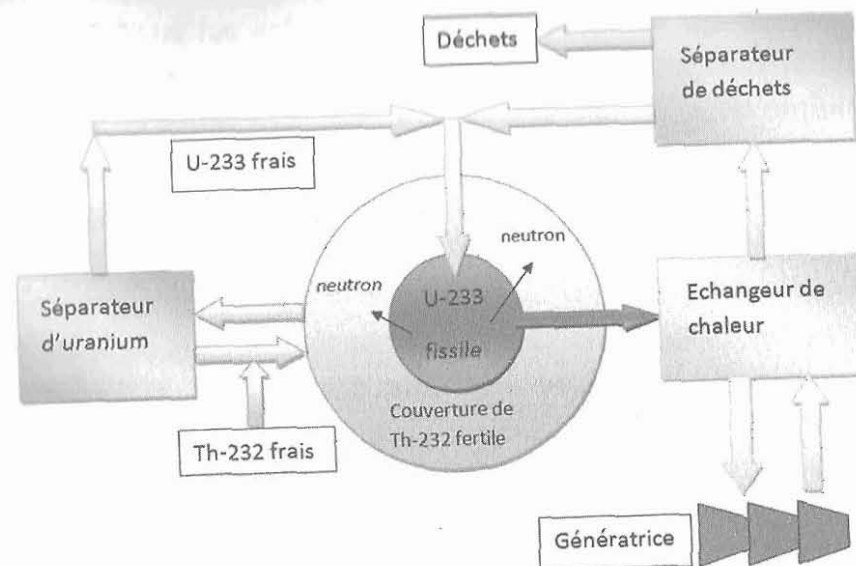 Déchets
Séparateur
de déchets
U-233 frais
neutron
neutron
Séparateur
d'uranium
U-233
fissile
Echangeur de
chaleur
Couverture de
Th-232 fertile
Th-232 frais
Génératrice